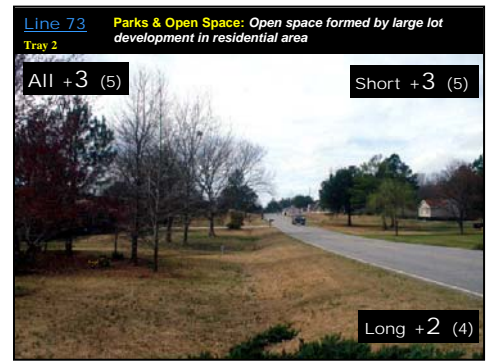 Line 73
Tray 2
Parks & Open Space: Open space formed by large lot
development in residential area
All +3 (5)
Short +3 (5)
Long +2 (4)